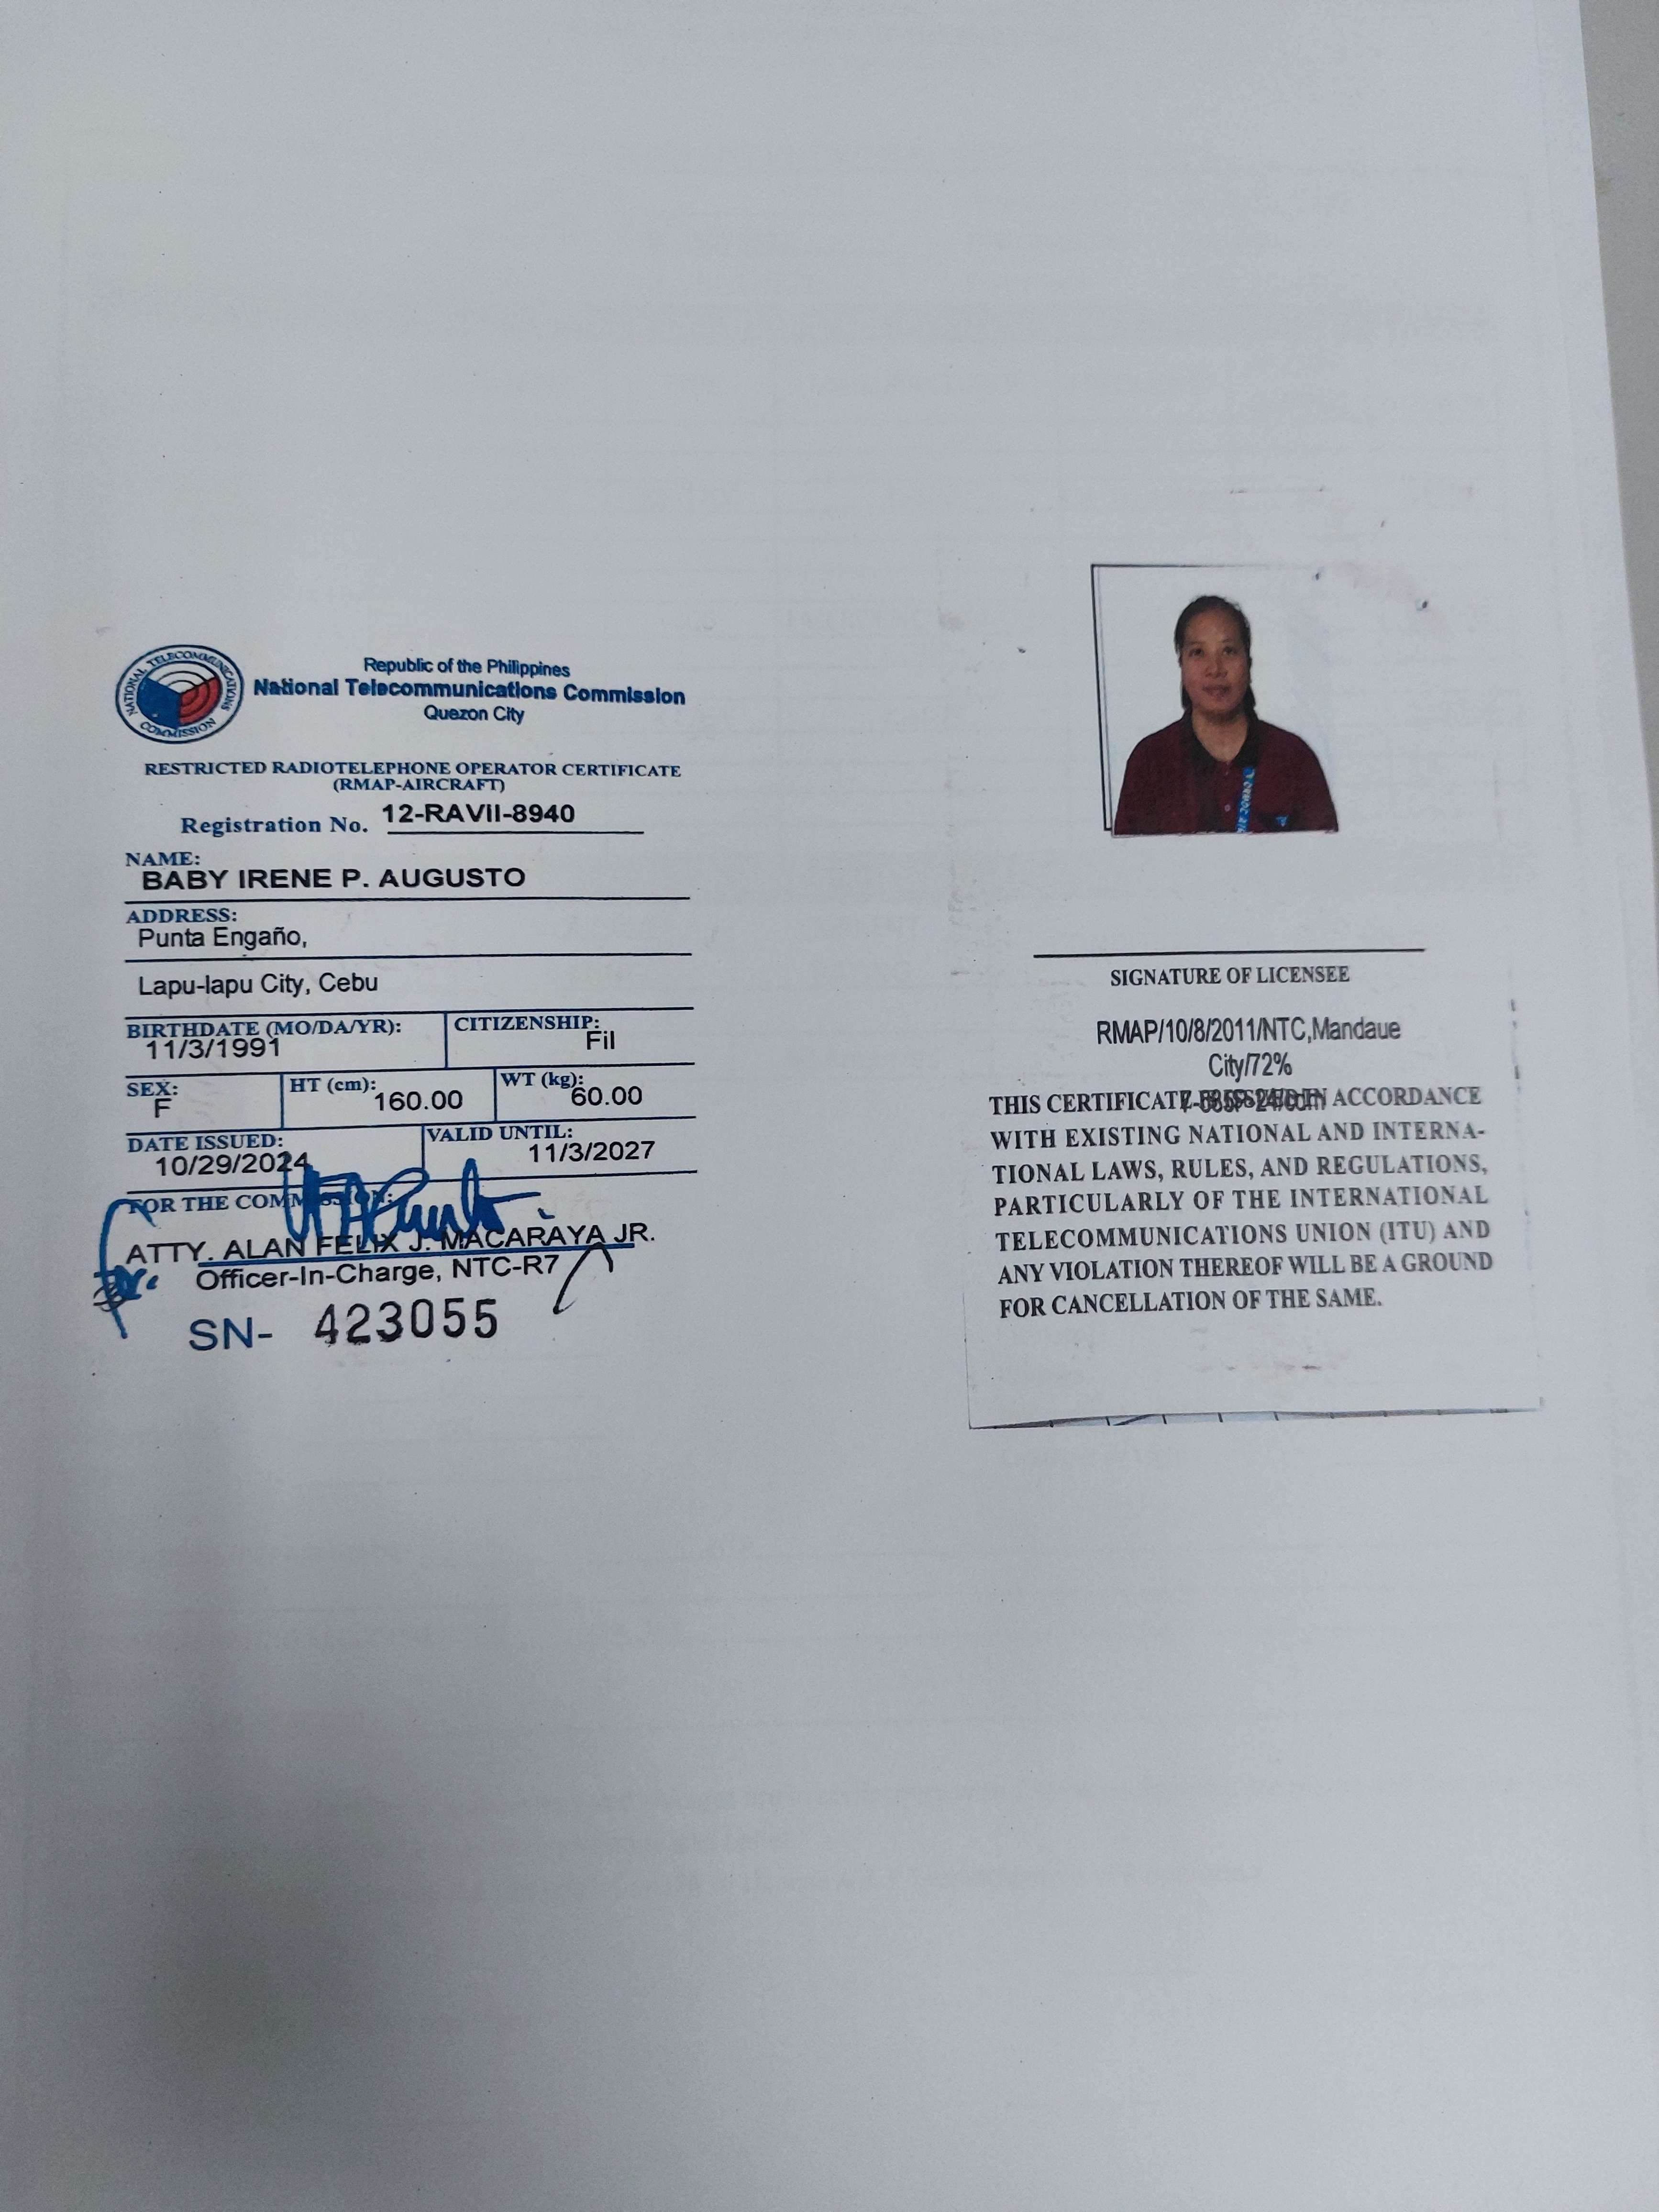 NATIONAL TELECOMMUNICATIONS COMMISSION
Republic of the Philippines
National Telecommunications Commission
Quezon City
RESTRICTED RADIOTELEPHONE OPERATOR CERTIFICATE
(RMAP-AIRCRAFT)
Registration No. 12-RAVII-8940
NAME:
BABY IRENE P. AUGUSTO
ADDRESS:
Punta Engaño,
Lapu-lapu City, Cebu
BIRTHDATE (MO/DA/YR): CITIZENSHIP:
11/3/1991 Fil
SEX: HT (cm): WT (kg):
F 160.00 60.00
DATE ISSUED: VALID UNTIL:
10/29/2024 11/3/2027
FOR THE COMMISSION:
ATTY. ALAN FELIX J. MACARAYA JR.
Officer-In-Charge, NTC-R7
SN- 423055
SIGNATURE OF LICENSEE
RMAP/10/8/2011/NTC,Mandaue
City/72%
THIS CERTIFICATE IS ISSUED IN ACCORDANCE
WITH EXISTING NATIONAL AND INTERNA-
TIONAL LAWS, RULES, AND REGULATIONS,
PARTICULARLY OF THE INTERNATIONAL
TELECOMMUNICATIONS UNION (ITU) AND
ANY VIOLATION THEREOF WILL BE A GROUND
FOR CANCELLATION OF THE SAME.